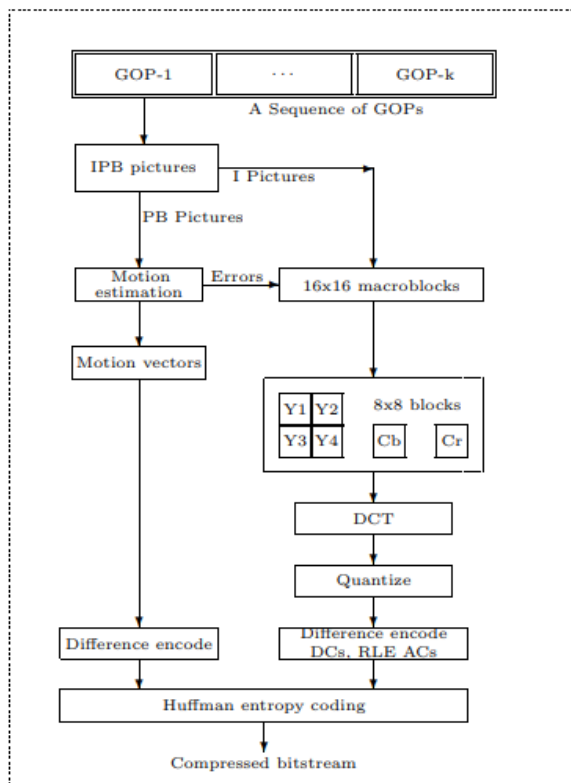 GOP-1
· · ·
GOP-k
A Sequence of GOPs
IPB pictures
I Pictures
PB Pictures
Motion
estimation
Errors
16x16 macroblocks
Motion vectors
8x8 blocks
Y1 Y2
Y3 Y4
Cb
Cr
DCT
Quantize
Difference encode
Difference encode
DCs, RLE ACs
Huffman entropy coding
Compressed bitstream